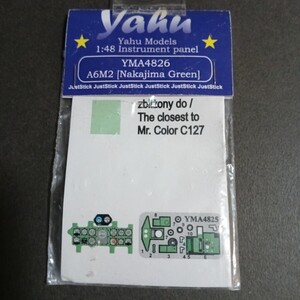 Yahu
Yahu Models
1:48 Instrument panel
YMA4826
A6M2 [Nakajima Green]
JustStick JustStick JustStick JustStick JustStick
zbliżony do /
The closest to
Mr. Color C127
YMA4825